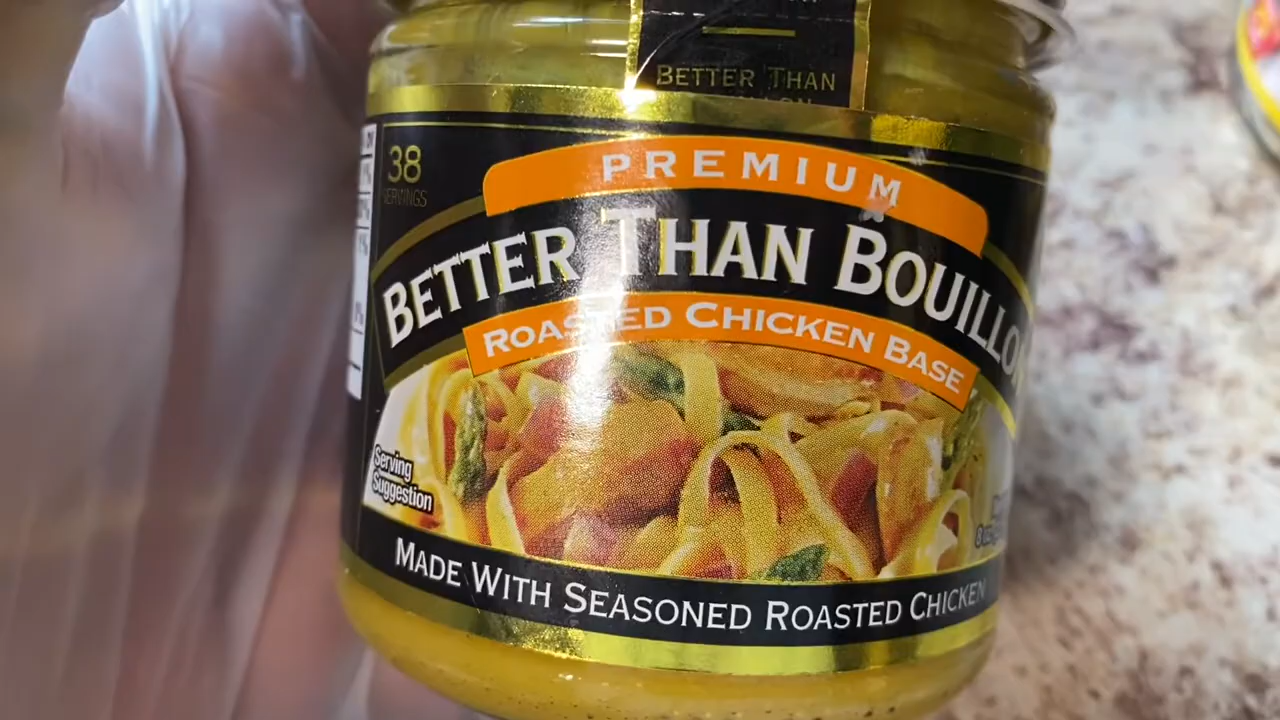 BETTER THAN
38
SERVINGS
PREMIUM
BETTER THAN BOUILLON
ROASTED CHICKEN BASE
Serving
Suggestion
MADE WITH SEASONED ROASTED CHICKEN